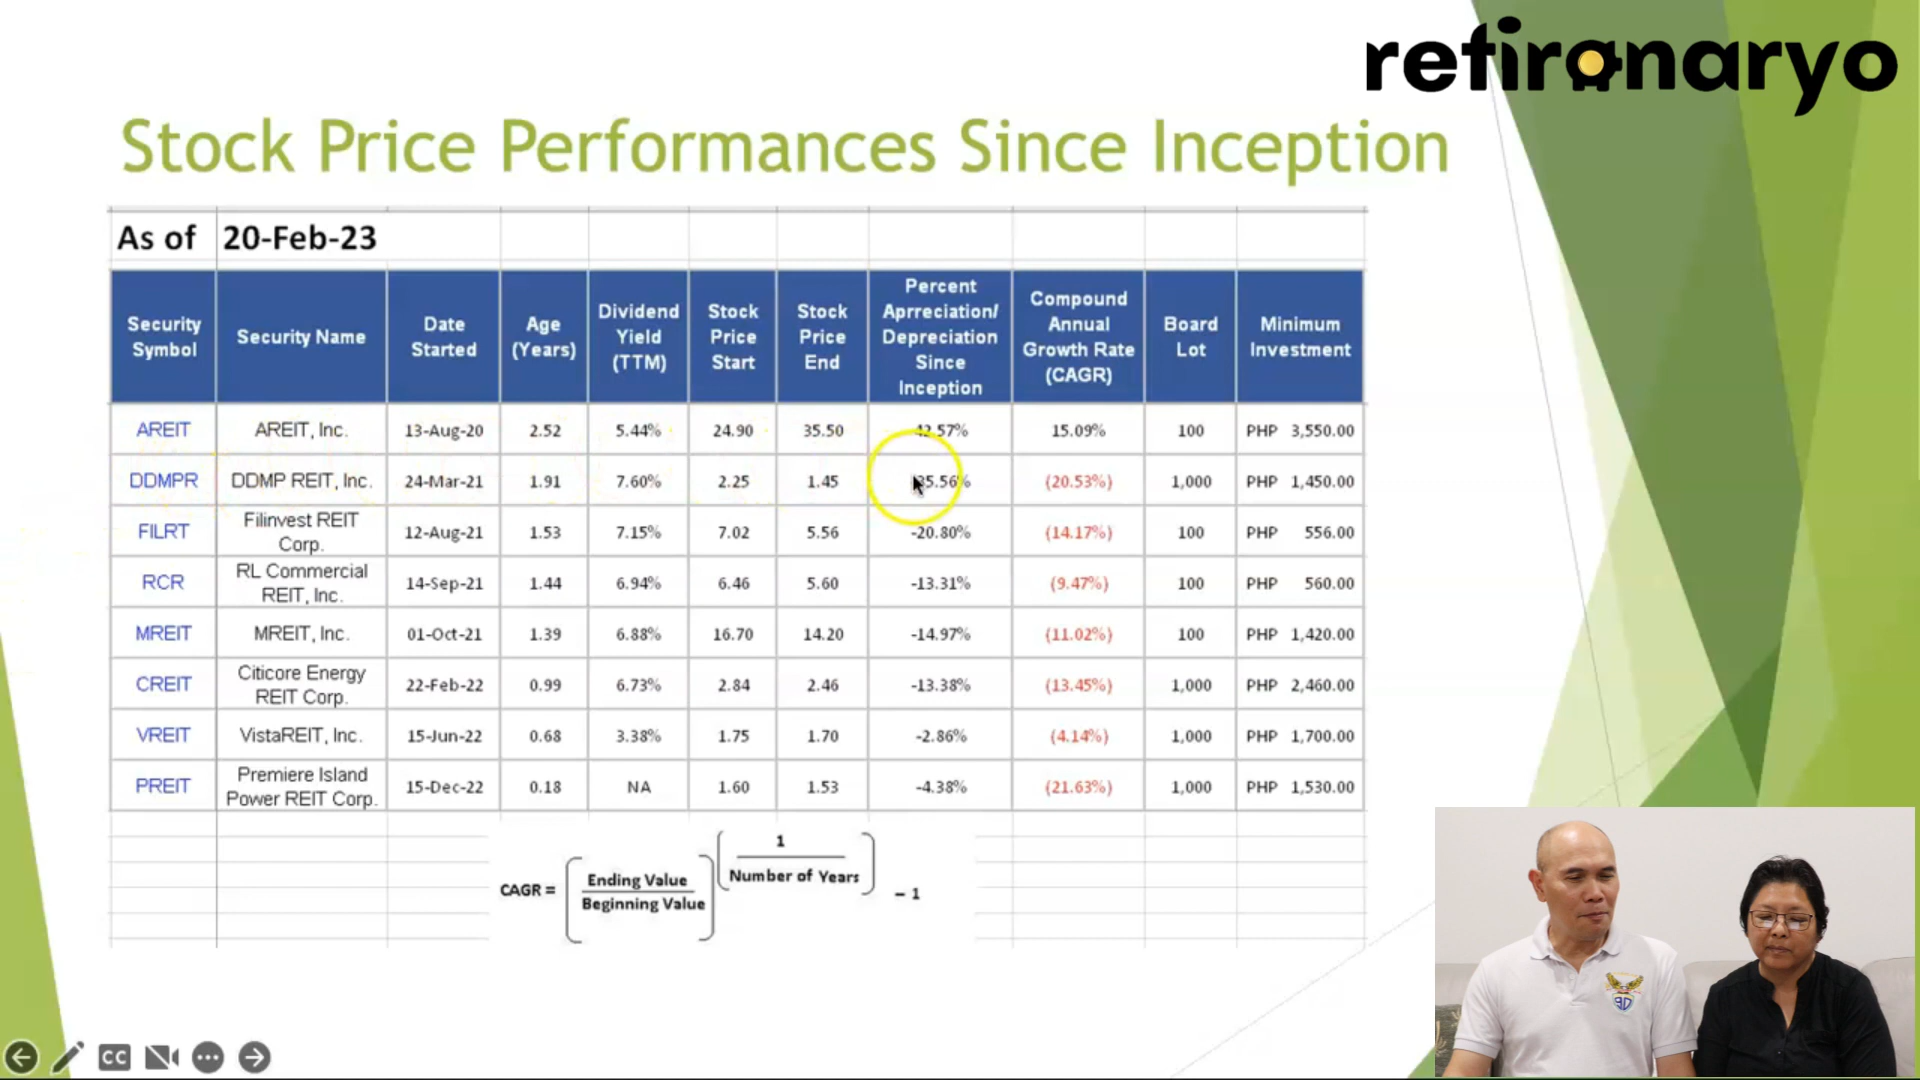 retiranaryo
Stock Price Performances Since Inception
As of 20-Feb-23
Security Symbol Security Name Date Started Age (Years) Dividend Yield (TTM) Stock Price Start Stock Price End Percent Aprreciation/ Depreciation Since Inception Compound Annual Growth Rate (CAGR) Board Lot Minimum Investment
AREIT AREIT, Inc. 13-Aug-20 2.52 5.44% 24.90 35.50 42.57% 15.09% 100 PHP 3,550.00
DDMPR DDMP REIT, Inc. 24-Mar-21 1.91 7.60% 2.25 1.45 35.56% (20.53%) 1,000 PHP 1,450.00
FILRT Filinvest REIT Corp. 12-Aug-21 1.53 7.15% 7.02 5.56 -20.80% (14.17%) 100 PHP 556.00
RCR RL Commercial REIT, Inc. 14-Sep-21 1.44 6.94% 6.46 5.60 -13.31% (9.47%) 100 PHP 560.00
MREIT MREIT, Inc. 01-Oct-21 1.39 6.88% 16.70 14.20 -14.97% (11.02%) 100 PHP 1,420.00
CREIT Citicore Energy REIT Corp. 22-Feb-22 0.99 6.73% 2.84 2.46 -13.38% (13.45%) 1,000 PHP 2,460.00
VREIT VistaREIT, Inc. 15-Jun-22 0.68 3.38% 1.75 1.70 -2.86% (4.14%) 1,000 PHP 1,700.00
PREIT Premiere Island Power REIT Corp. 15-Dec-22 0.18 NA 1.60 1.53 -4.38% (21.63%) 1,000 PHP 1,530.00
CAGR = [Ending Value / Beginning Value] (1 / Number of Years) – 1
CC